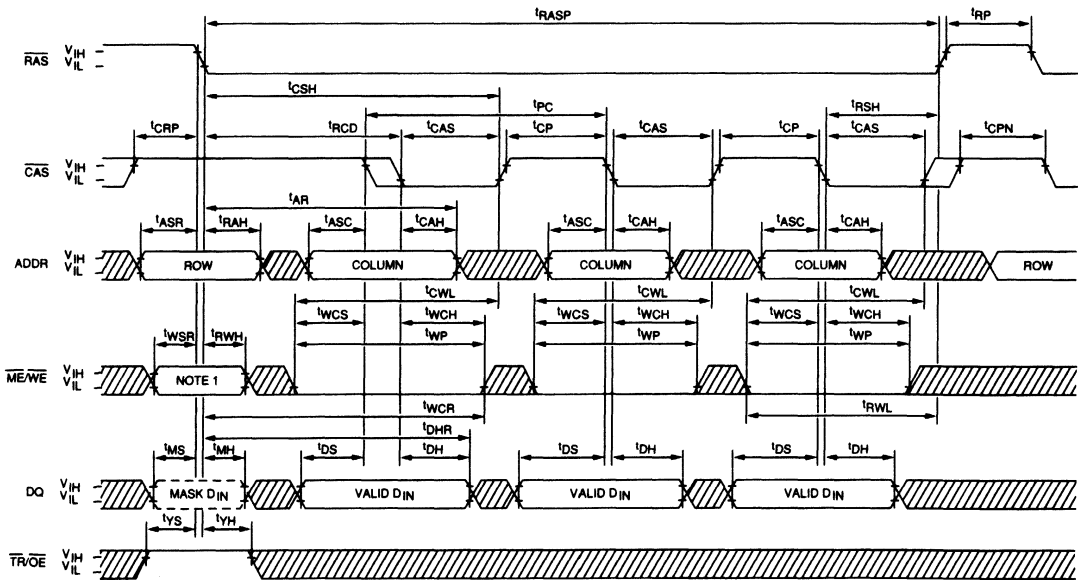 tRASP tRP
RAS VIH
VIL
tCSH
tPC tRSH
tCRP tRCD tCAS tCP tCAS tCP tCAS tCPN
CAS VIH
VIL
tAR
tASR tRAH tASC tCAH tASC tCAH tASC tCAH
ADDR VIH
VIL ROW COLUMN COLUMN COLUMN ROW
tCWL tCWL tCWL
tWCS tWCH tWCS tWCH tWCS tWCH
tWSR tRWH tWP tWP tWP
ME/WE VIH
VIL NOTE 1
tWCR tRWL
tDHR
tMS tMH tDS tDH tDS tDH tDS tDH
DQ VIH
VIL MASK DIN VALID DIN VALID DIN VALID DIN
tYS tYH
TR/OE VIH
VIL